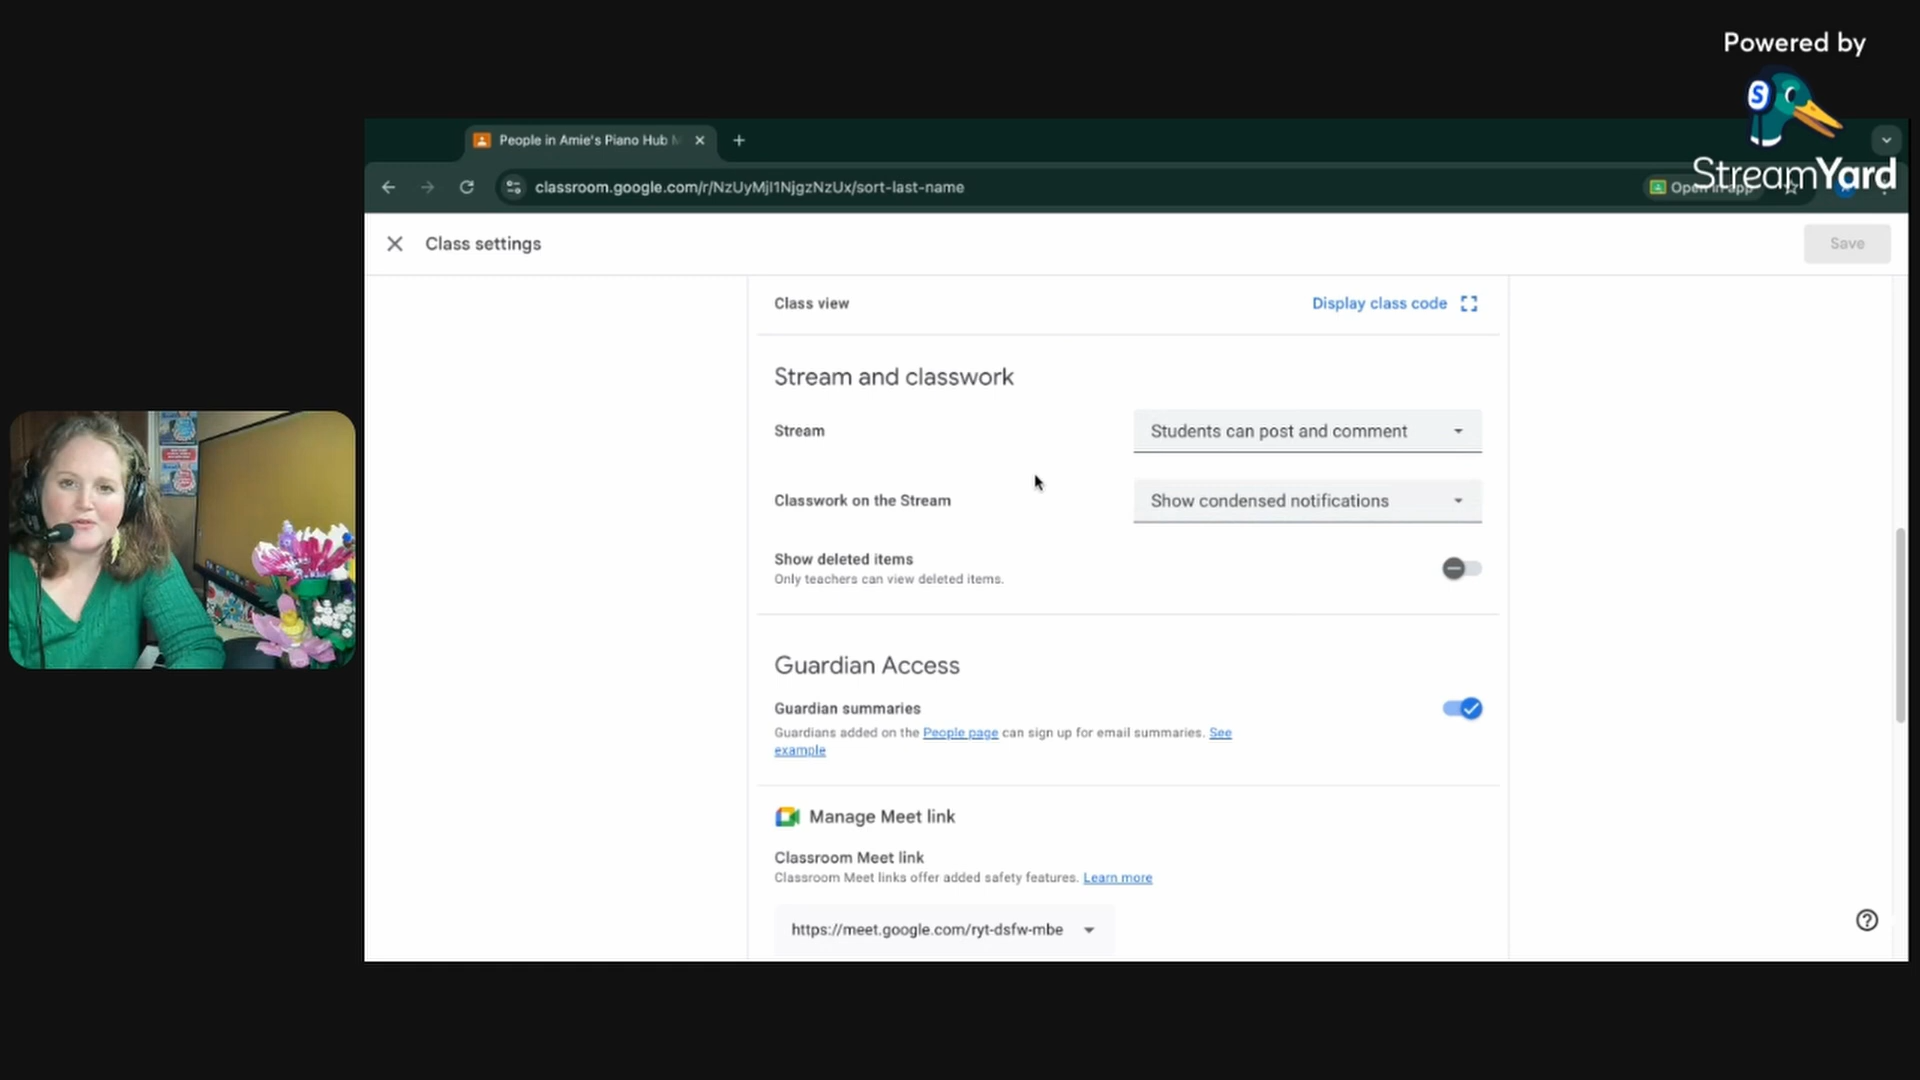 Powered by
StreamYard
People in Amie's Piano Hub
classroom.google.com/r/NzUyMjI1NjgzNzUx/sort-last-name
Open in app
Class settings
Save
Class view
Display class code
Stream and classwork
Stream
Students can post and comment
Classwork on the Stream
Show condensed notifications
Show deleted items
Only teachers can view deleted items.
Guardian Access
Guardian summaries
Guardians added on the People page can sign up for email summaries. See
example
Manage Meet link
Classroom Meet link
Classroom Meet links offer added safety features. Learn more
https://meet.google.com/ryt-dsfw-mbe